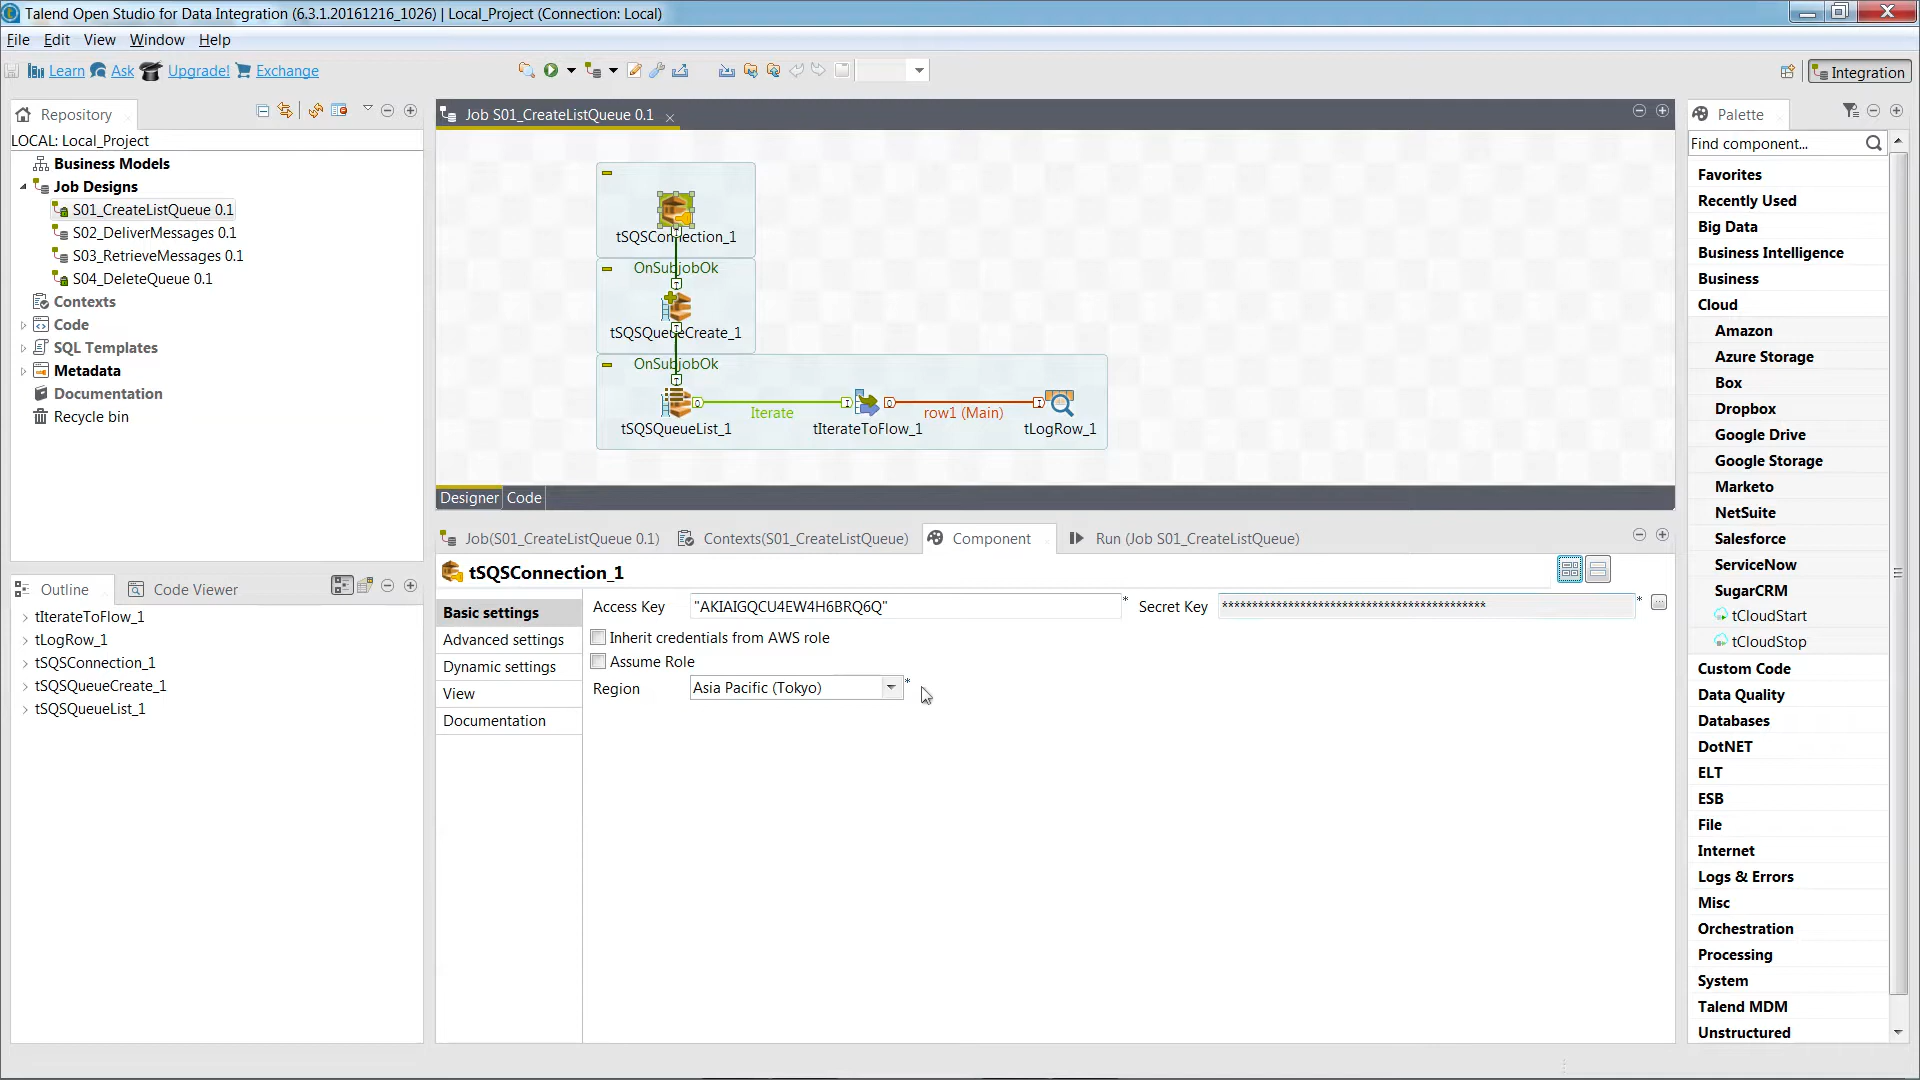 Talend Open Studio for Data Integration (6.3.1.20161216_1026) | Local_Project (Connection: Local)
File Edit View Window Help
Learn Ask Upgrade! Exchange
Integration
Repository
LOCAL: Local_Project
Business Models
Job Designs
S01_CreateListQueue 0.1
S02_DeliverMessages 0.1
S03_RetrieveMessages 0.1
S04_DeleteQueue 0.1
Contexts
Code
SQL Templates
Metadata
Documentation
Recycle bin
Outline
Code Viewer
tIterateToFlow_1
tLogRow_1
tSQSConnection_1
tSQSQueueCreate_1
tSQSQueueList_1
Job S01_CreateListQueue 0.1
tSQSConnection_1
OnSubjobOk
tSQSQueueCreate_1
OnSubjobOk
Iterate
row1 (Main)
tSQSQueueList_1
tIterateToFlow_1
tLogRow_1
Designer Code
Job(S01_CreateListQueue 0.1)
Contexts(S01_CreateListQueue)
Component
Run (Job S01_CreateListQueue)
tSQSConnection_1
Basic settings
Advanced settings
Dynamic settings
View
Documentation
Access Key "AKIAIGQCU4EW4H6BRQ6Q" * Secret Key ******************************************** *
Inherit credentials from AWS role
Assume Role
Region Asia Pacific (Tokyo) *
Palette
Find component...
Favorites
Recently Used
Big Data
Business Intelligence
Business
Cloud
Amazon
Azure Storage
Box
Dropbox
Google Drive
Google Storage
Marketo
NetSuite
Salesforce
ServiceNow
SugarCRM
tCloudStart
tCloudStop
Custom Code
Data Quality
Databases
DotNET
ELT
ESB
File
Internet
Logs & Errors
Misc
Orchestration
Processing
System
Talend MDM
Unstructured